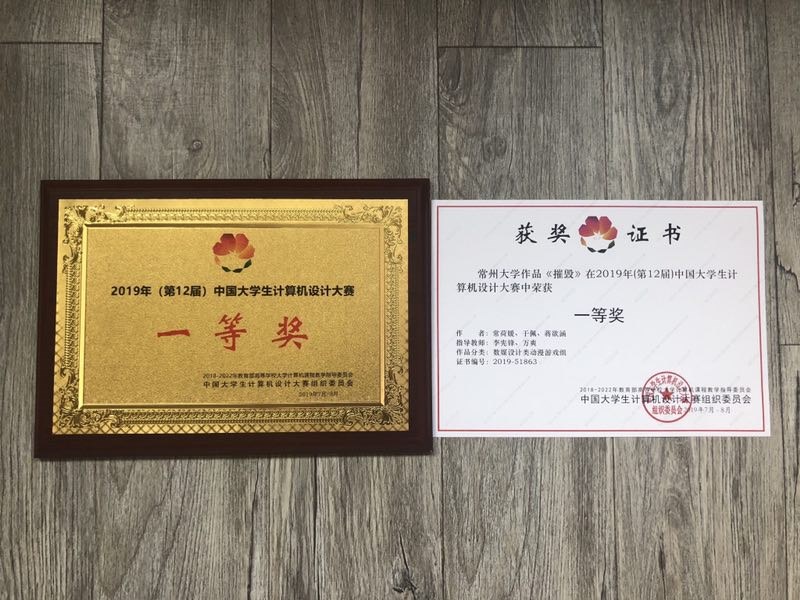 2019年（第12届）中国大学生计算机设计大赛
一等奖
2018-2022年教育部高等学校大学计算机课程教学指导委员会
中国大学生计算机设计大赛组织委员会
2019年7月-8月
获奖 证书
常州大学作品《摧毁》在2019年(第12届)中国大学生计
算机设计大赛中荣获
一等奖
作 者：常荷媛、于佩、蒋歆涵
指导教师：李宪锋、万爽
作品分类：数媒设计类动漫游戏组
证书编号：2019-51863
2018-2022年教育部高等学校大学计算机课程教学指导委员会
中国大学生计算机设计大赛组织委员会
组织委员会
2019年7月-8月